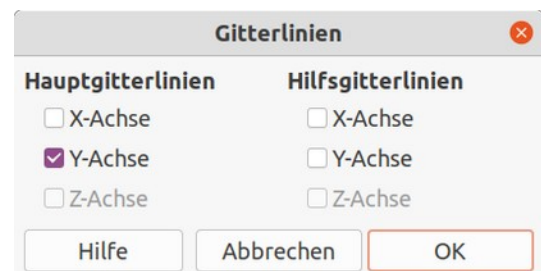 Gitterlinien
Hauptgitterlinien Hilfsgitterlinien
X-Achse X-Achse
Y-Achse Y-Achse
Z-Achse Z-Achse
Hilfe Abbrechen OK